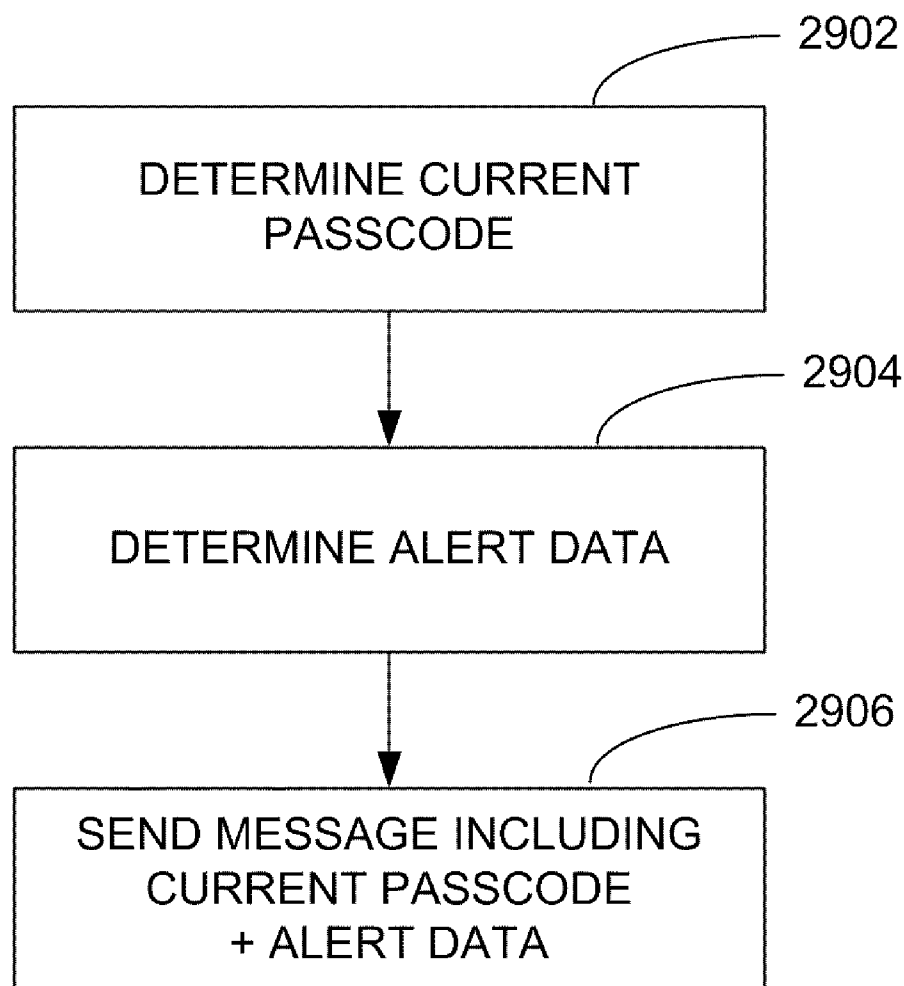 2902
DETERMINE CURRENT
PASSCODE
2904
DETERMINE ALERT DATA
2906
SEND MESSAGE INCLUDING
CURRENT PASSCODE
+ ALERT DATA